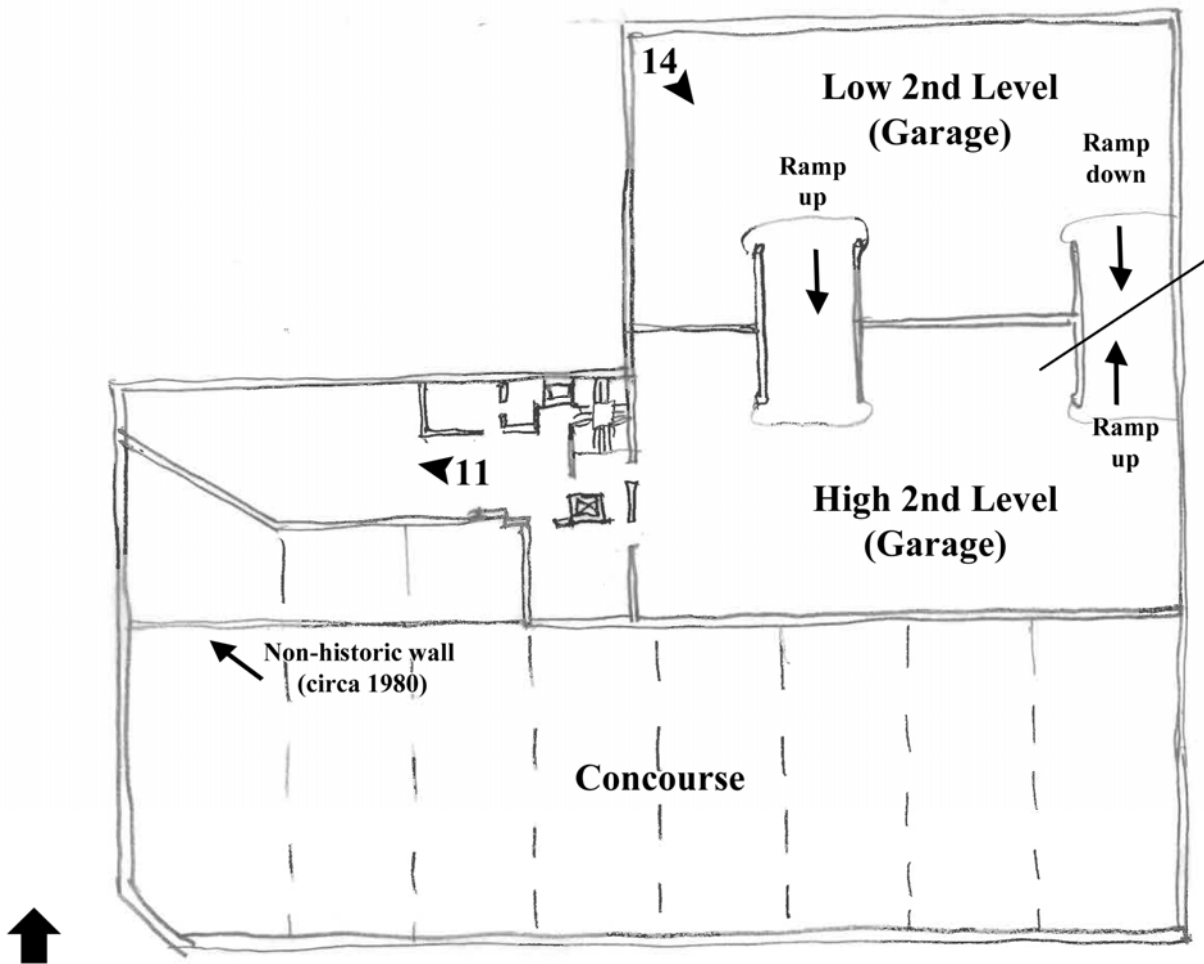 14
Low 2nd Level
(Garage)
Ramp
up
Ramp
down
Ramp
up
11
High 2nd Level
(Garage)
Non-historic wall
(circa 1980)
Concourse